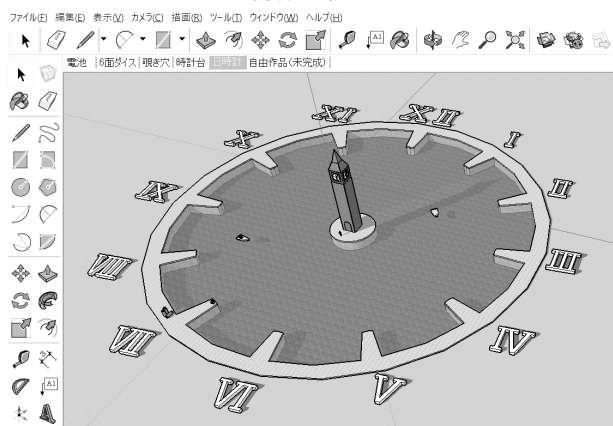 ファイル(F) 編集(E) 表示(V) カメラ(C) 描画(R) ツール(T) ウィンドウ(W) ヘルプ(H)
A1
電池 6面ダイス 覗き穴 時計台 日時計 自由作品(未完成)
XI XII
X I
IX II
VIII III
VII IV
VI V
A1